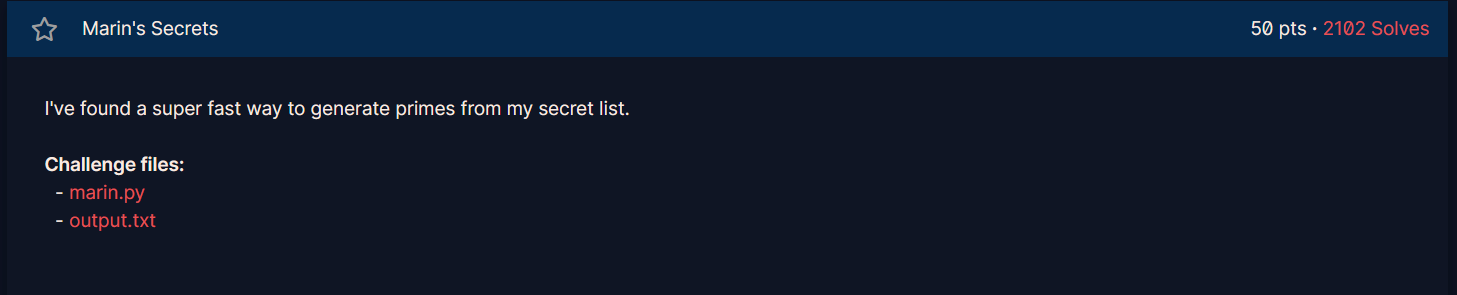 Marin's Secrets 50 pts · 2102 Solves
I've found a super fast way to generate primes from my secret list.
Challenge files:
- marin.py
- output.txt